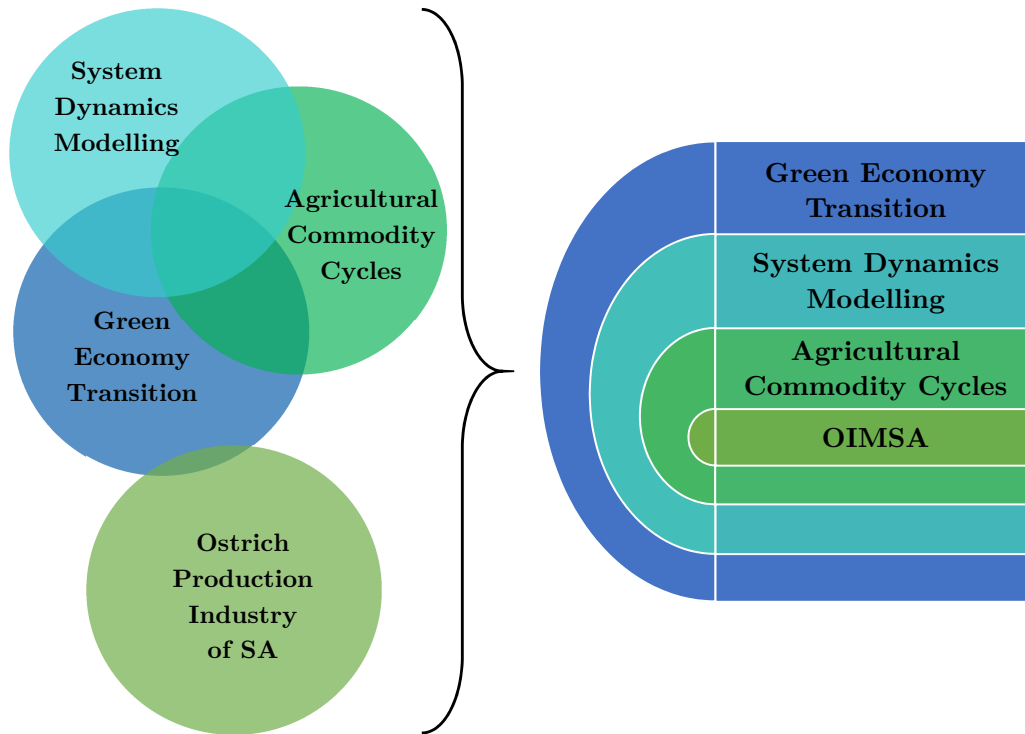 System
Dynamics
Modelling
Agricultural
Commodity
Cycles
Green
Economy
Transition
Ostrich
Production
Industry
of SA
Green Economy
Transition
System Dynamics
Modelling
Agricultural
Commodity Cycles
OIMSA